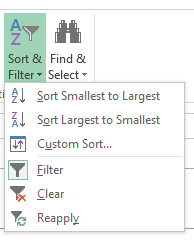 Sort & Find &
Filter Select
Sort Smallest to Largest
Sort Largest to Smallest
Custom Sort...
Filter
Clear
Reapply